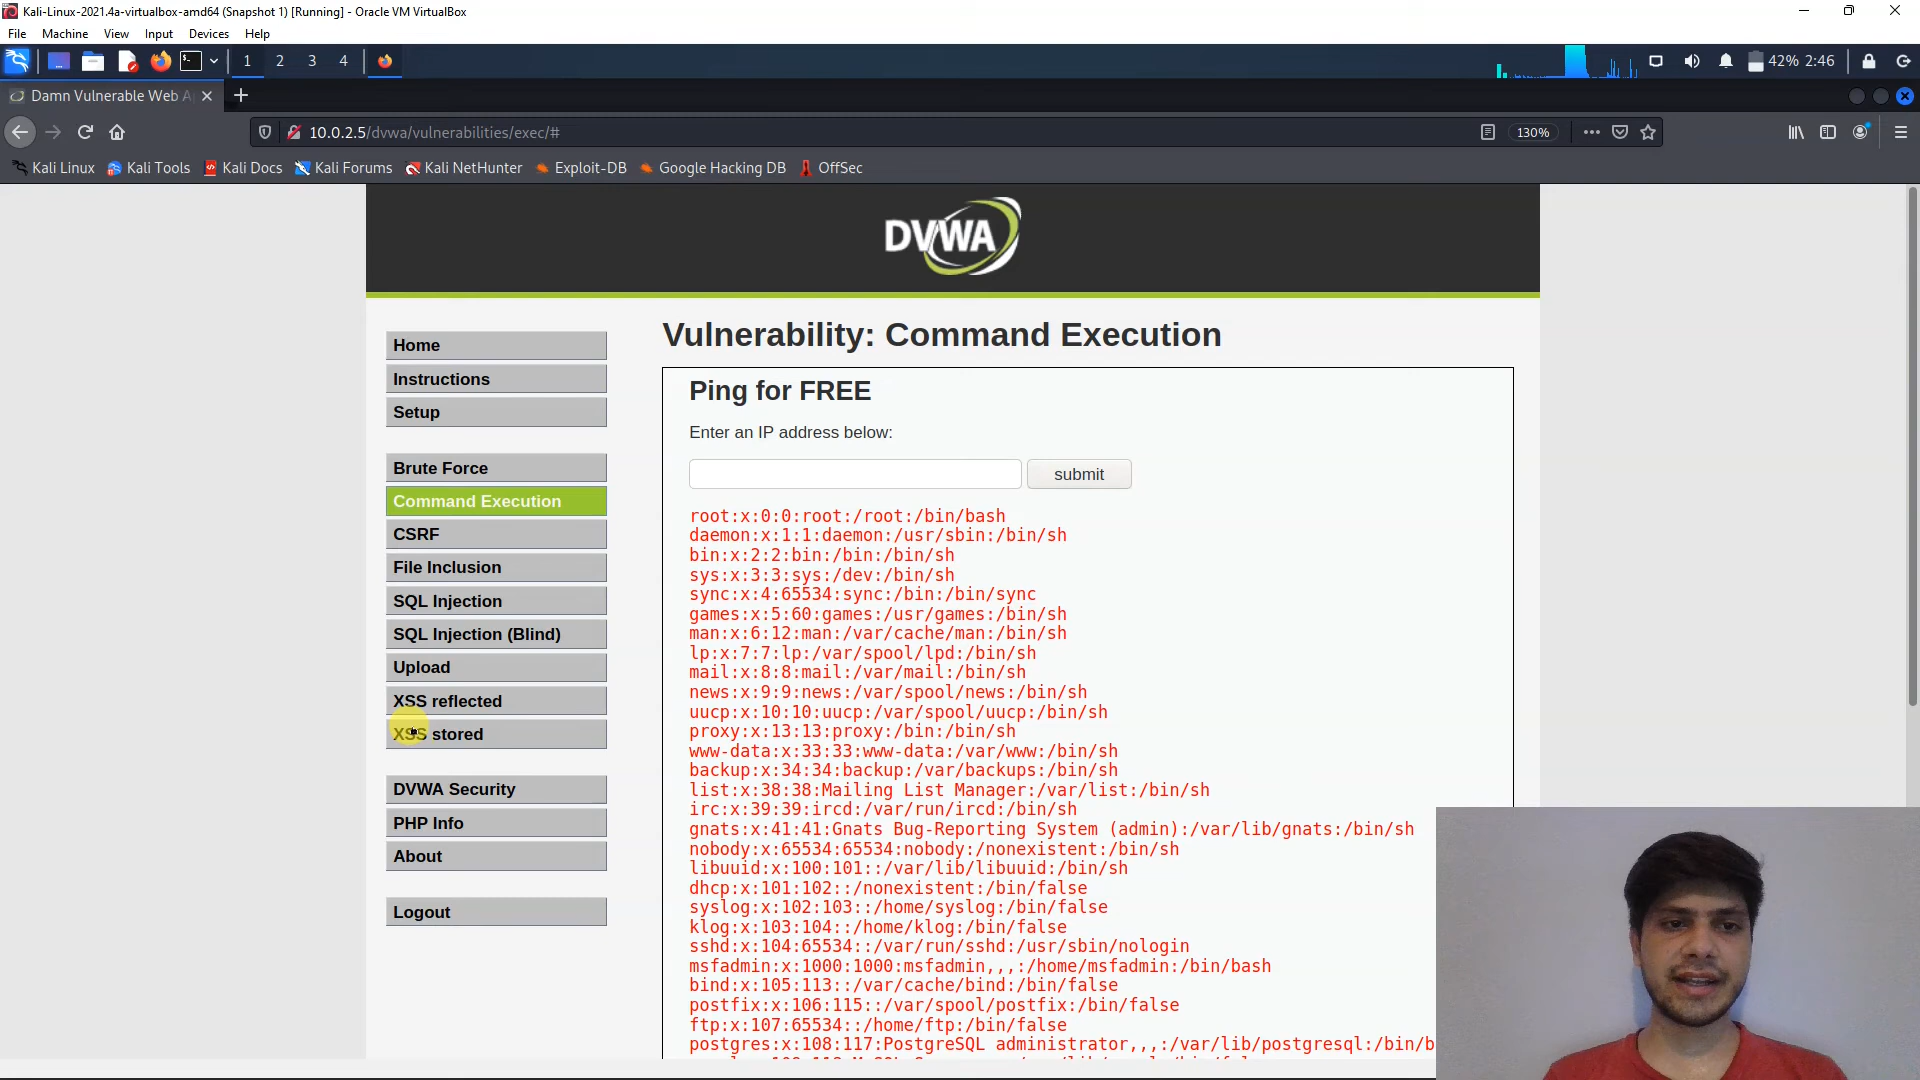 Kali-Linux-2021.4a-virtualbox-amd64 (Snapshot 1) [Running] - Oracle VM VirtualBox
File Machine View Input Devices Help
1 2 3 4
42% 2:46
Damn Vulnerable Web A
10.0.2.5/dvwa/vulnerabilities/exec/#
130%
Kali Linux Kali Tools Kali Docs Kali Forums Kali NetHunter Exploit-DB Google Hacking DB OffSec
DVWA
Home
Instructions
Setup
Brute Force
Command Execution
CSRF
File Inclusion
SQL Injection
SQL Injection (Blind)
Upload
XSS reflected
XSS stored
DVWA Security
PHP Info
About
Logout
Vulnerability: Command Execution
Ping for FREE
Enter an IP address below:
submit
root:x:0:0:root:/root:/bin/bash
daemon:x:1:1:daemon:/usr/sbin:/bin/sh
bin:x:2:2:bin:/bin:/bin/sh
sys:x:3:3:sys:/dev:/bin/sh
sync:x:4:65534:sync:/bin:/bin/sync
games:x:5:60:games:/usr/games:/bin/sh
man:x:6:12:man:/var/cache/man:/bin/sh
lp:x:7:7:lp:/var/spool/lpd:/bin/sh
mail:x:8:8:mail:/var/mail:/bin/sh
news:x:9:9:news:/var/spool/news:/bin/sh
uucp:x:10:10:uucp:/var/spool/uucp:/bin/sh
proxy:x:13:13:proxy:/bin:/bin/sh
www-data:x:33:33:www-data:/var/www:/bin/sh
backup:x:34:34:backup:/var/backups:/bin/sh
list:x:38:38:Mailing List Manager:/var/list:/bin/sh
irc:x:39:39:ircd:/var/run/ircd:/bin/sh
gnats:x:41:41:Gnats Bug-Reporting System (admin):/var/lib/gnats:/bin/sh
nobody:x:65534:65534:nobody:/nonexistent:/bin/sh
libuuid:x:100:101::/var/lib/libuuid:/bin/sh
dhcp:x:101:102::/nonexistent:/bin/false
syslog:x:102:103::/home/syslog:/bin/false
klog:x:103:104::/home/klog:/bin/false
sshd:x:104:65534::/var/run/sshd:/usr/sbin/nologin
msfadmin:x:1000:1000:msfadmin,,,:/home/msfadmin:/bin/bash
bind:x:105:113::/var/cache/bind:/bin/false
postfix:x:106:115::/var/spool/postfix:/bin/false
ftp:x:107:65534::/home/ftp:/bin/false
postgres:x:108:117:PostgreSQL administrator,,,:/var/lib/postgresql:/bin/b